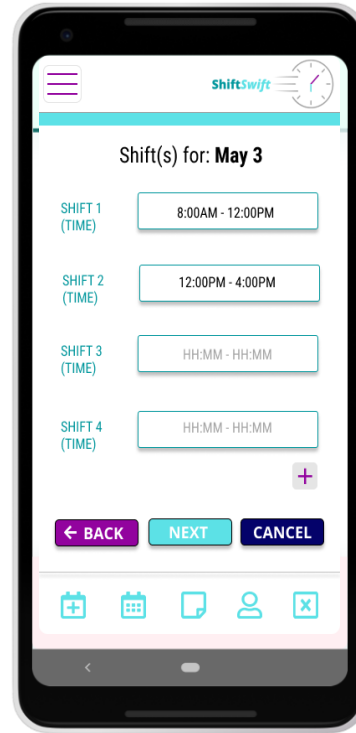 ShiftSwift
Shift(s) for: May 3
SHIFT 1
(TIME)
8:00AM - 12:00PM
SHIFT 2
(TIME)
12:00PM - 4:00PM
SHIFT 3
(TIME)
HH:MM - HH:MM
SHIFT 4
(TIME)
HH:MM - HH:MM
+
← BACK
NEXT
CANCEL